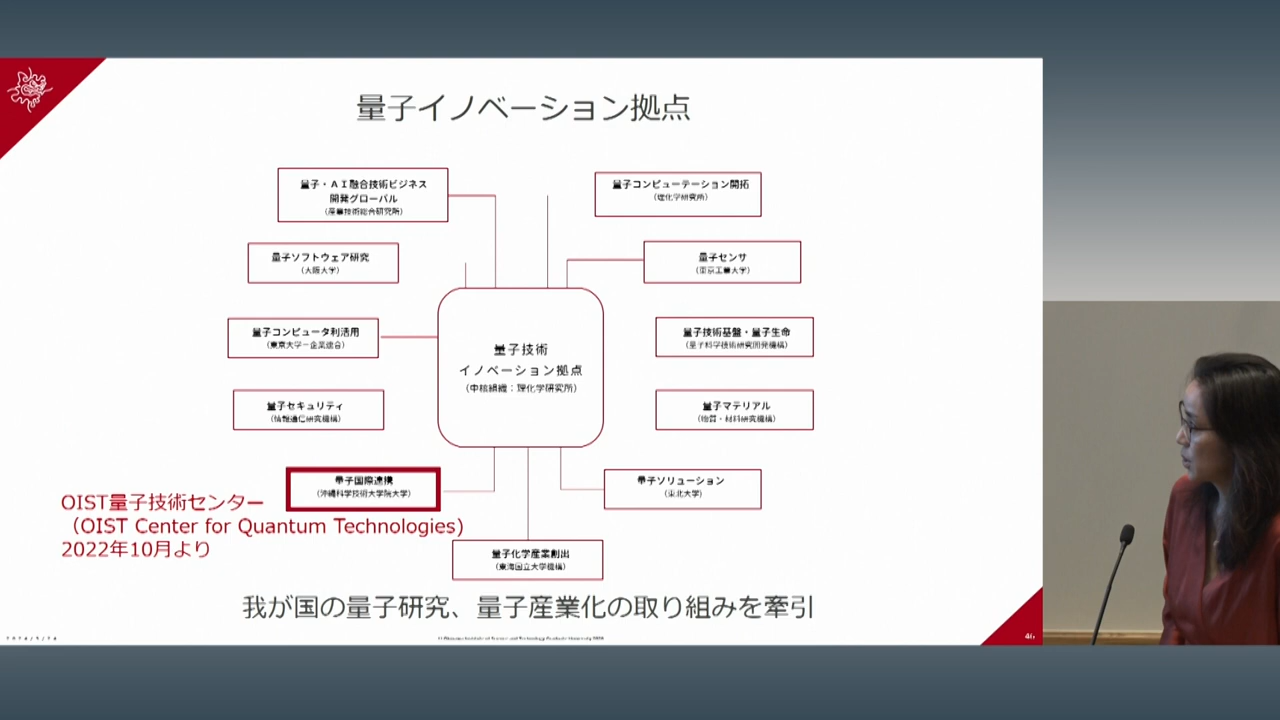 量子イノベーション拠点
量子・AI融合技術ビジネス
開発グローバル
(産業技術総合研究所)
量子コンピューテーション開拓
(理化学研究所)
量子ソフトウェア研究
(大阪大学)
量子センサ
(東京工業大学)
量子コンピュータ利活用
(東京大学－企業連合)
量子技術
イノベーション拠点
(中核組織：理化学研究所)
量子技術基盤・量子生命
(量子科学技術研究開発機構)
量子セキュリティ
(情報通信研究機構)
量子マテリアル
(物質・材料研究機構)
量子国際連携
(沖縄科学技術大学院大学)
量子ソリューション
(東北大学)
OIST量子技術センター
（OIST Center for Quantum Technologies)
2022年10月より
量子化学産業創出
(東海国立大学機構)
我が国の量子研究、量子産業化の取り組みを牽引
46